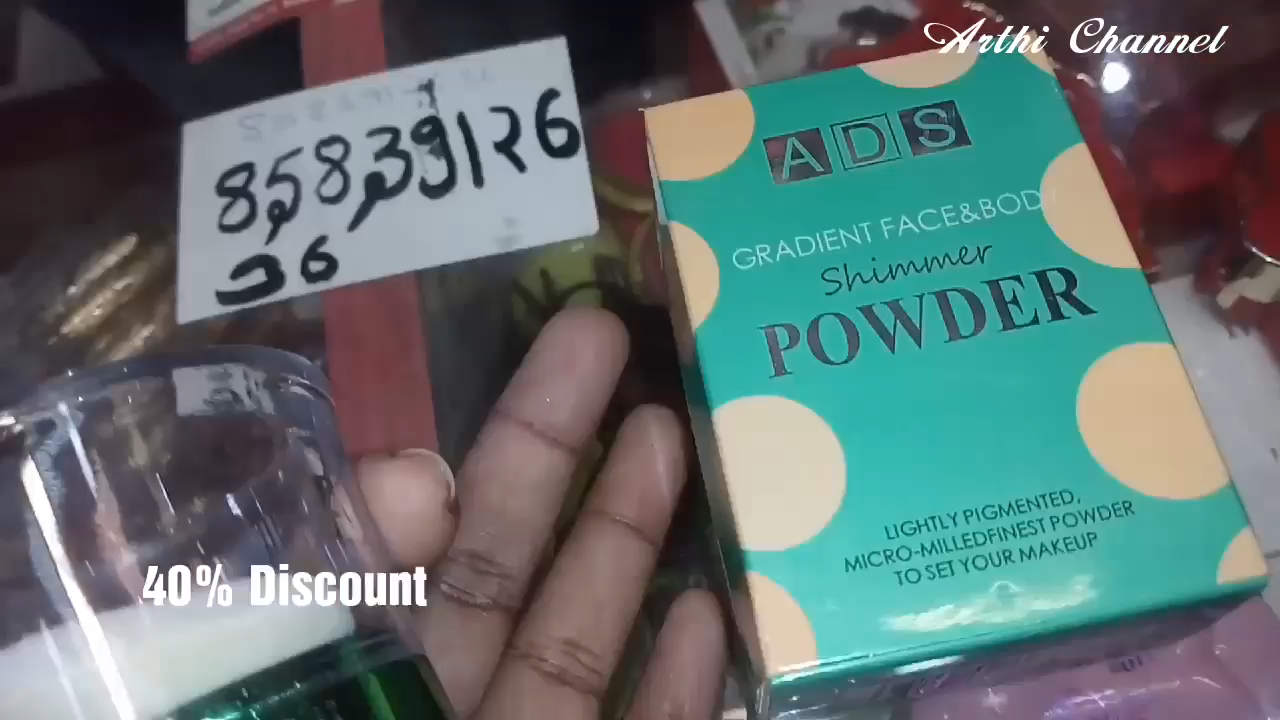 Arthi Channel
8583912636
ADS
GRADIENT FACE&BODY
Shimmer
POWDER
LIGHTLY PIGMENTED,
MICRO-MILLEDFINEST POWDER
TO SET YOUR MAKEUP
40% Discount